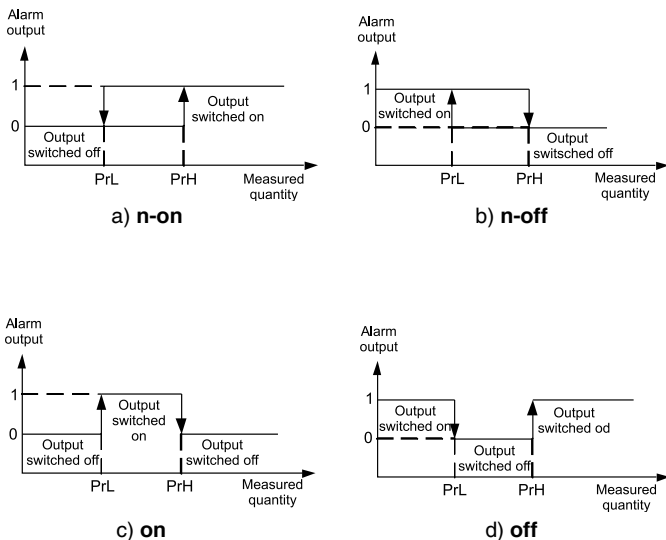 Alarm
output
1
0
Output
switched off
Output
switched on
PrL
PrH
Measured
quantity
a) n-on
Alarm
output
1
0
Output
switched on
Output
switsched off
PrL
PrH
Measured
quantity
b) n-off
Alarm
output
1
0
Output
switched off
Output
switched
on
Output
switched off
PrL
PrH
Measured
quantity
c) on
Alarm
output
1
0
Output
switched on
Output
switched off
Output
switched od
PrL
PrH
Measured
quantity
d) off